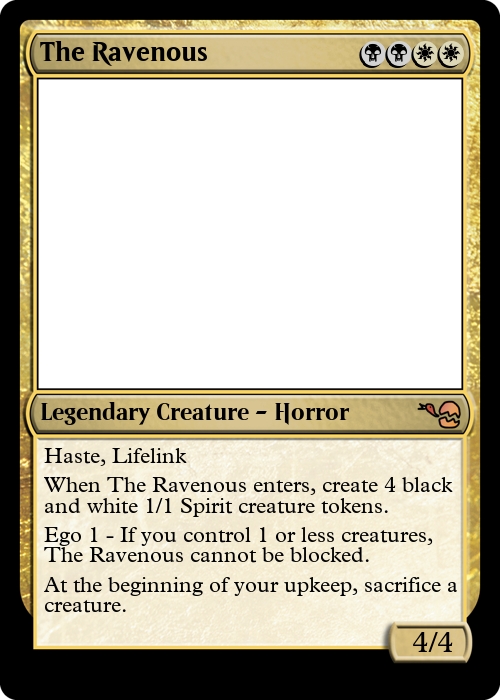 The Ravenous
Legendary Creature – Horror
Haste, Lifelink
When The Ravenous enters, create 4 black
and white 1/1 Spirit creature tokens.
Ego 1 - If you control 1 or less creatures,
The Ravenous cannot be blocked.
At the beginning of your upkeep, sacrifice a
creature.
4/4